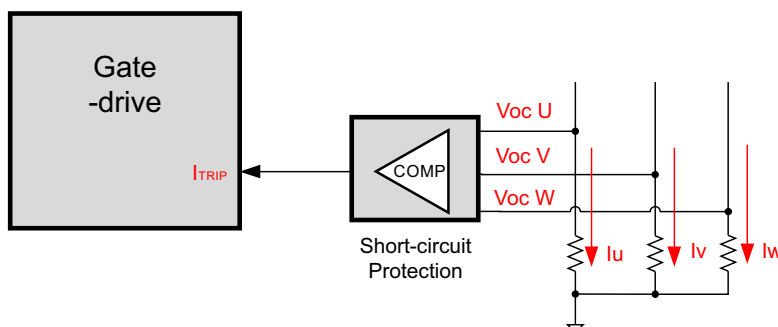 Gate
-drive
ITRIP
COMP
Short-circuit
Protection
Voc U
Voc V
Voc W
Iu
Iv
Iw